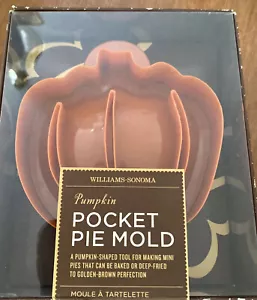 WILLIAMS-SONOMA
Pumpkin
POCKET
PIE MOLD
A PUMPKIN-SHAPED TOOL FOR MAKING MINI
PIES THAT CAN BE BAKED OR DEEP-FRIED
TO GOLDEN-BROWN PERFECTION
MOULE À TARTELETTE